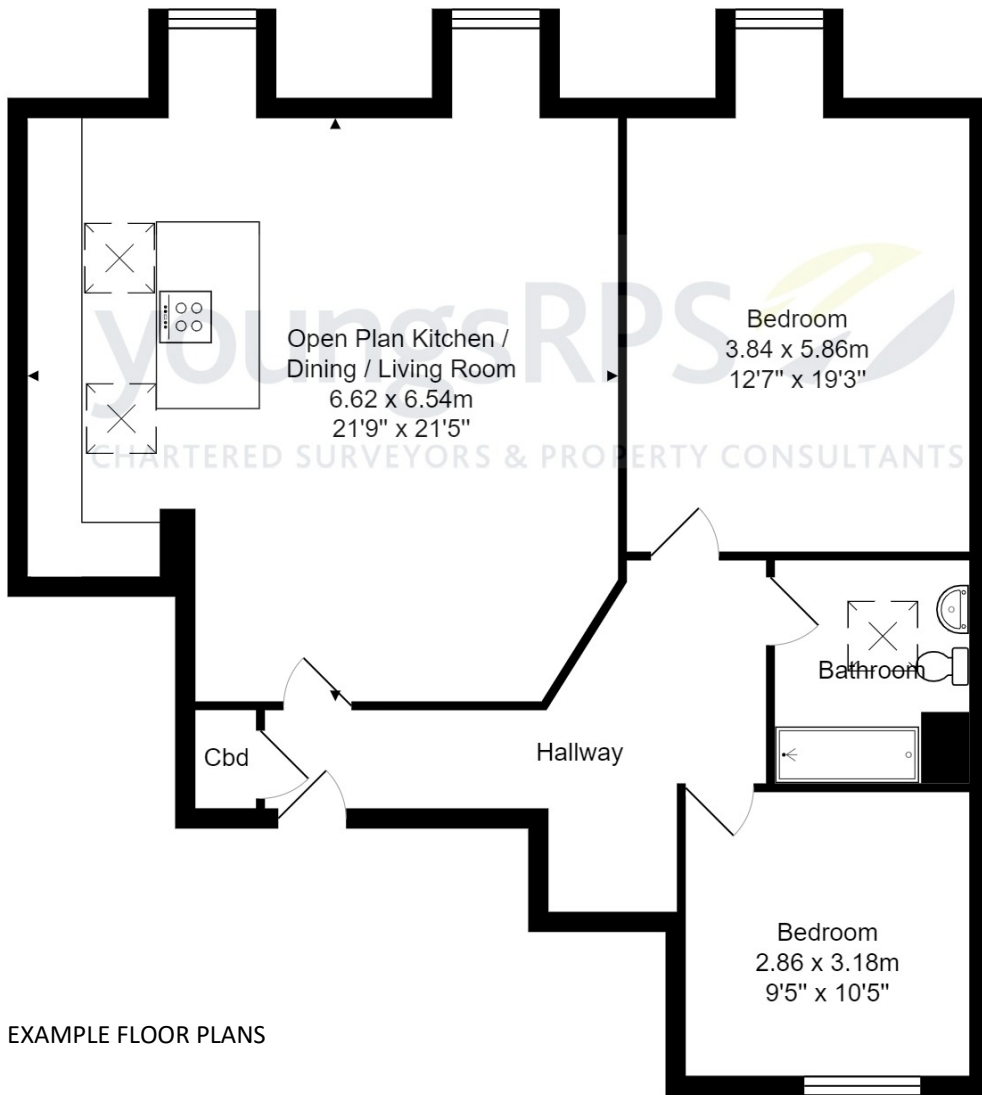 Open Plan Kitchen /
Dining / Living Room
6.62 x 6.54m
21'9" x 21'5"
Bedroom
3.84 x 5.86m
12'7" x 19'3"
youngsRPS
CHARTERED SURVEYORS & PROPERTY CONSULTANTS
Bathroom
Cbd
Hallway
Bedroom
2.86 x 3.18m
9'5" x 10'5"
EXAMPLE FLOOR PLANS